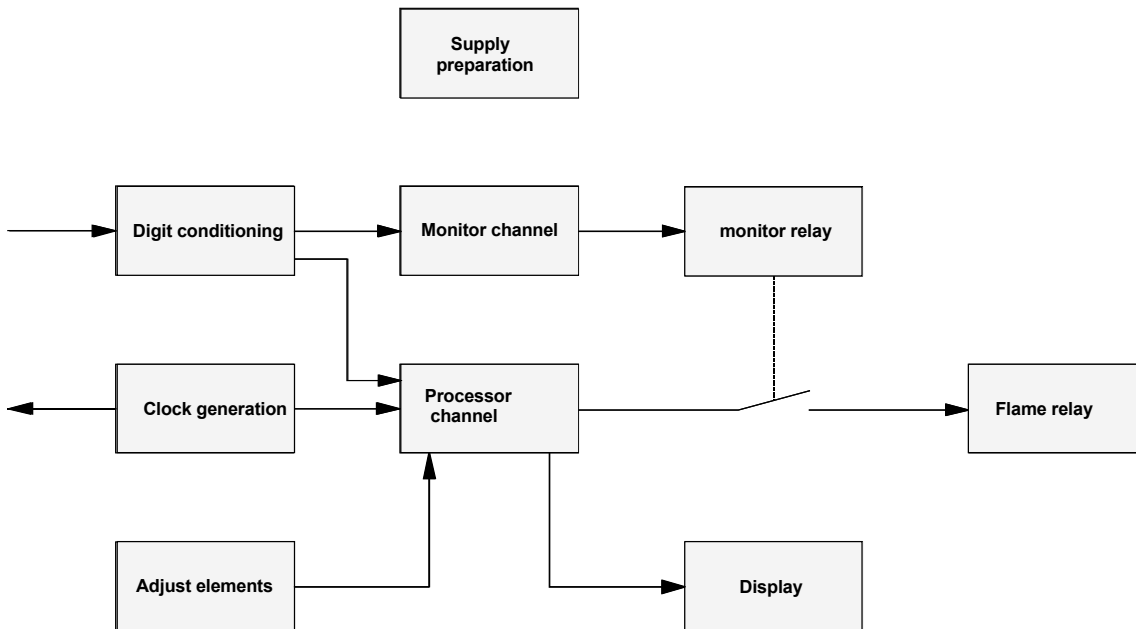 Supply
preparation
Digit conditioning
Monitor channel
monitor relay
Clock generation
Processor
channel
Flame relay
Adjust elements
Display